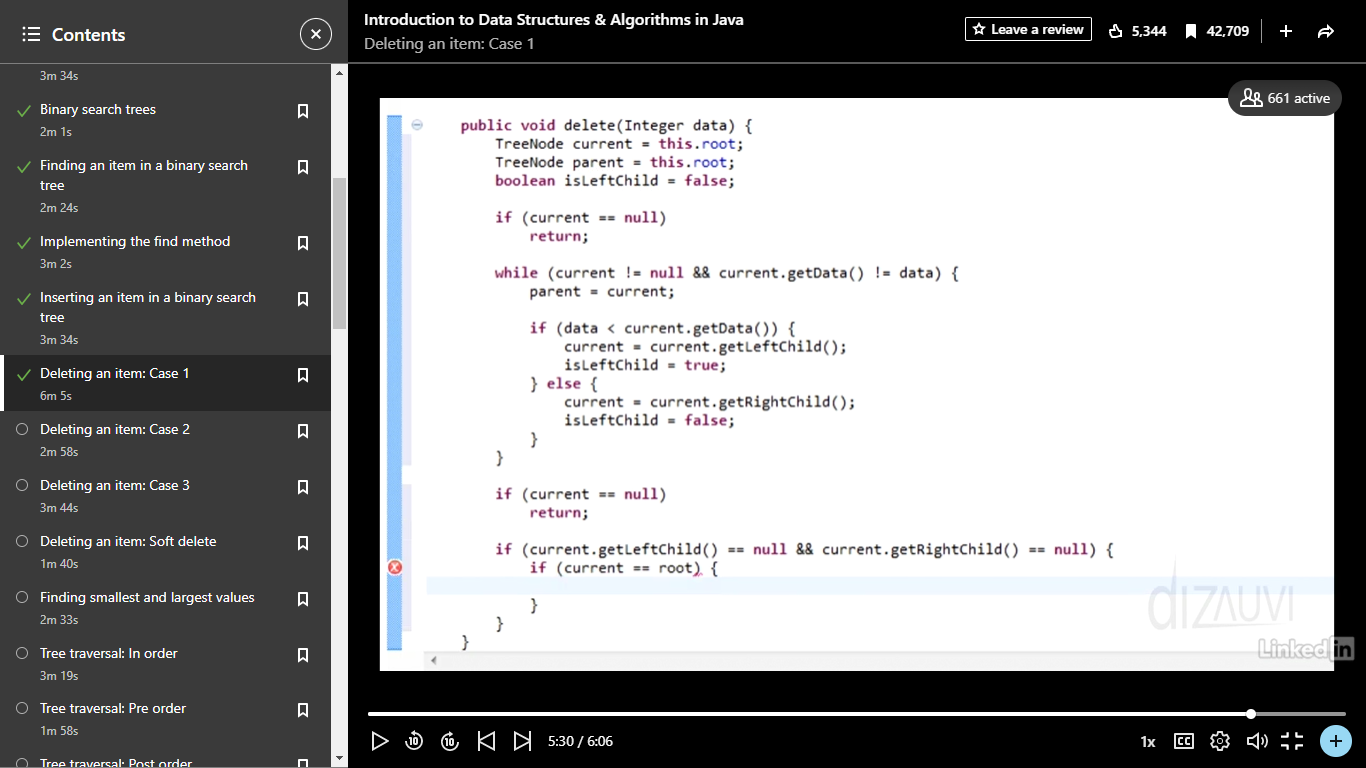 Contents
3m 34s
Binary search trees
2m 1s
Finding an item in a binary search
tree
2m 24s
Implementing the find method
3m 2s
Inserting an item in a binary search
tree
3m 34s
Deleting an item: Case 1
6m 5s
Deleting an item: Case 2
2m 58s
Deleting an item: Case 3
3m 44s
Deleting an item: Soft delete
1m 40s
Finding smallest and largest values
2m 33s
Tree traversal: In order
3m 19s
Tree traversal: Pre order
1m 58s
Tree traversal: Post order
Introduction to Data Structures & Algorithms in Java
Deleting an item: Case 1
Leave a review
5,344
42,709
661 active
public void delete(Integer data) {
TreeNode current = this.root;
TreeNode parent = this.root;
boolean isLeftChild = false;
if (current == null)
return;
while (current != null && current.getData() != data) {
parent = current;
if (data < current.getData()) {
current = current.getLeftChild();
isLeftChild = true;
} else {
current = current.getRightChild();
isLeftChild = false;
}
}
if (current == null)
return;
if (current.getLeftChild() == null && current.getRightChild() == null) {
if (current == root) {
}
}
}
dIZAUVI
Linked in
10
10
5:30 / 6:06
1x
CC